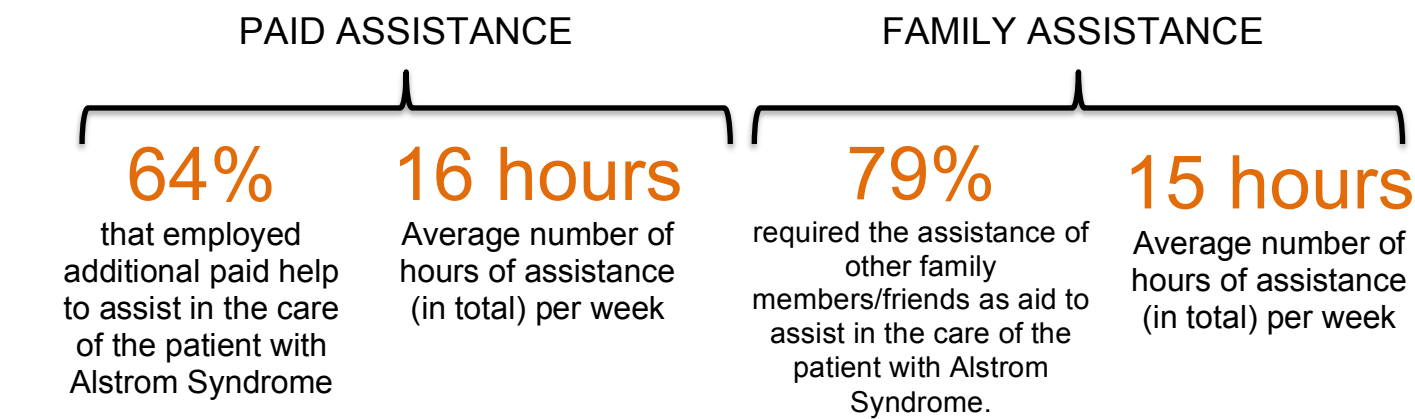 PAID ASSISTANCE
FAMILY ASSISTANCE
64%
that employed
additional paid help
to assist in the care
of the patient with
Alstrom Syndrome
16 hours
Average number of
hours of assistance
(in total) per week
79%
required the assistance of
other family
members/friends as aid to
assist in the care of the
patient with Alstrom
Syndrome.
15 hours
Average number of
hours of assistance
(in total) per week